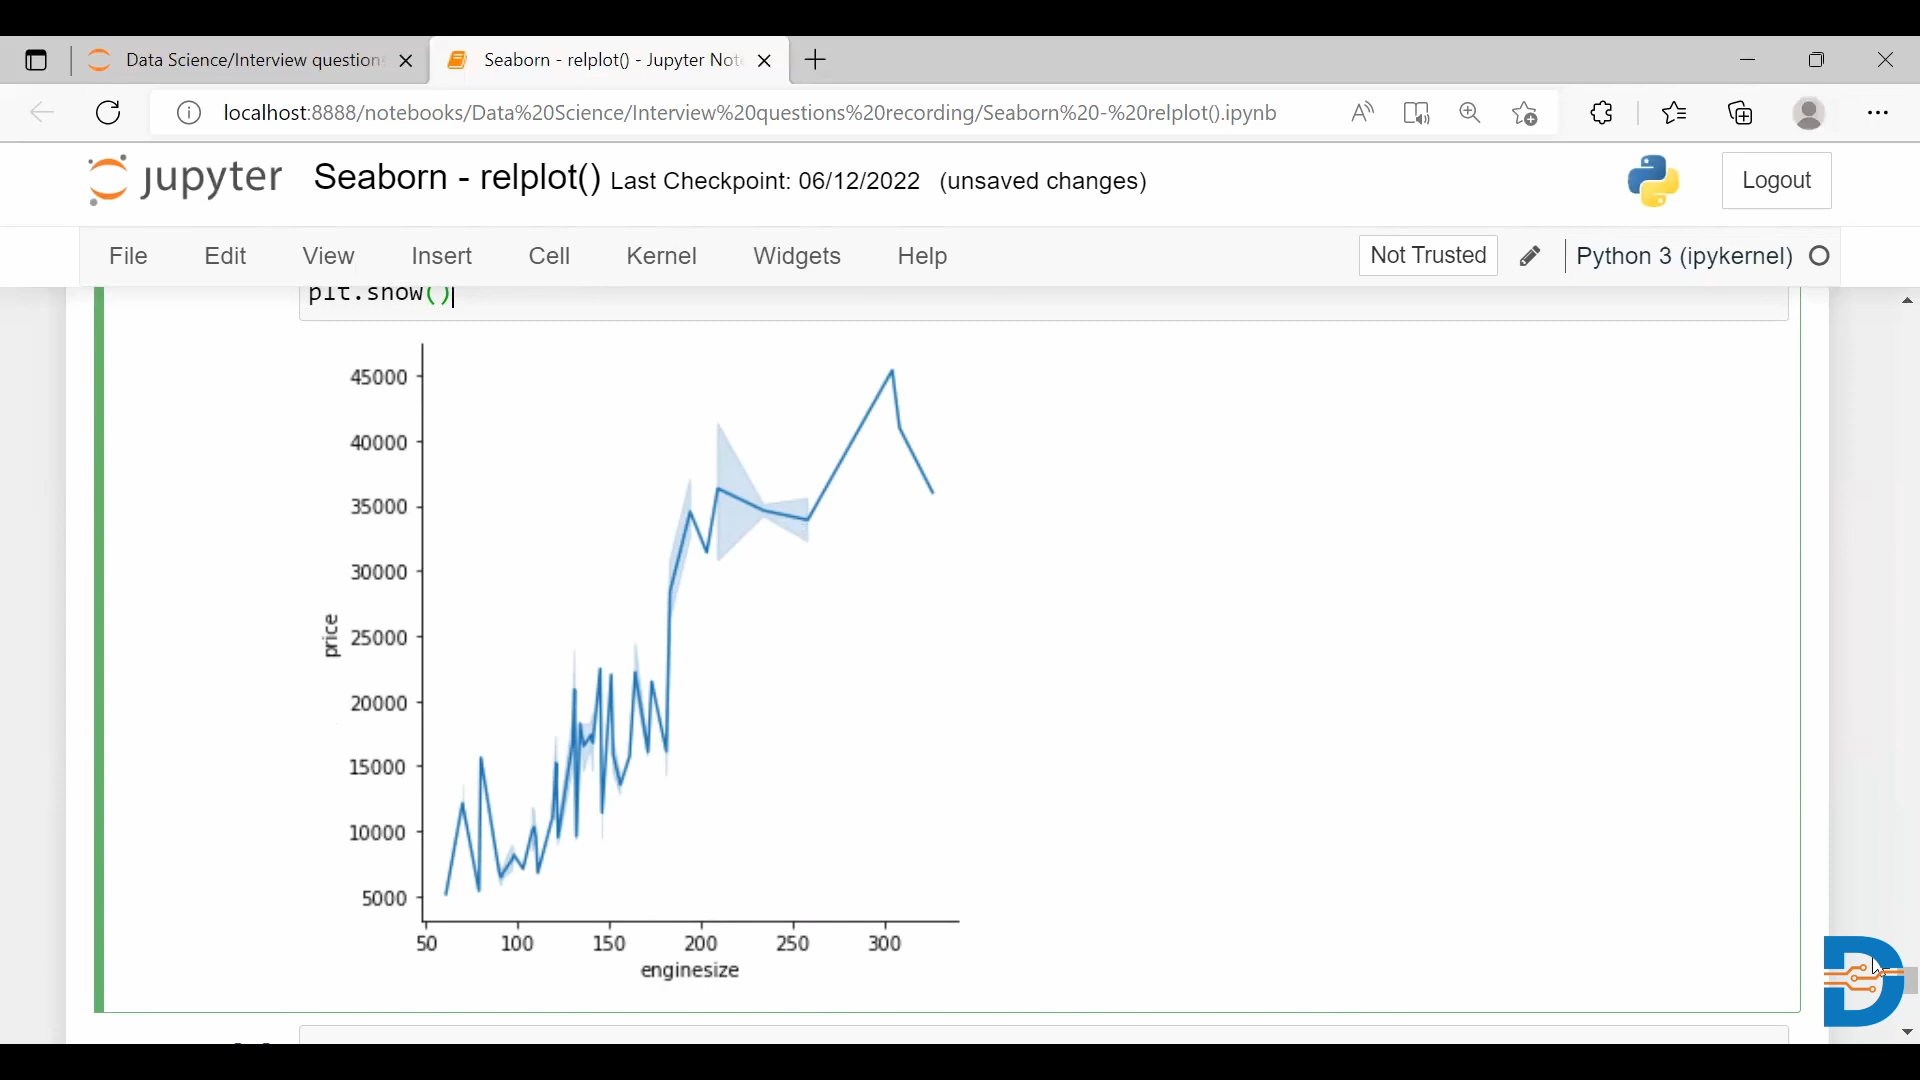 Data Science/Interview question
Seaborn - relplot() - Jupyter Not
localhost:8888/notebooks/Data%20Science/Interview%20questions%20recording/Seaborn%20-%20relplot().ipynb
jupyter Seaborn - relplot() Last Checkpoint: 06/12/2022 (unsaved changes)
Logout
File Edit View Insert Cell Kernel Widgets Help
Not Trusted
Python 3 (ipykernel)
plt.show()
45000
40000
35000
30000
25000
20000
15000
10000
5000
price
50 100 150 200 250 300
enginesize
D